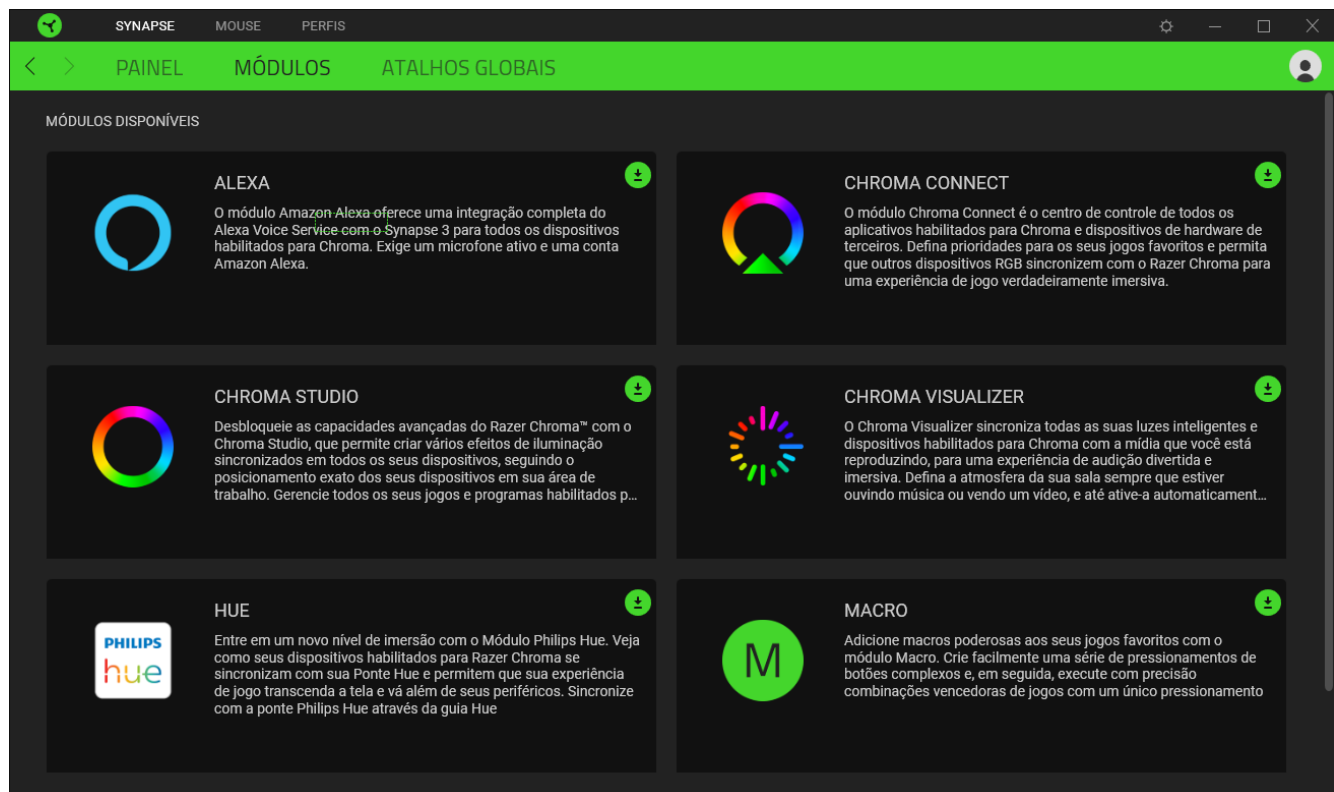 SYNAPSE MOUSE PERFIS
PAINEL MÓDULOS ATALHOS GLOBAIS
MÓDULOS DISPONÍVEIS
ALEXA
O módulo Amazon Alexa oferece uma integração completa do
Alexa Voice Service com o Synapse 3 para todos os dispositivos
habilitados para Chroma. Exige um microfone ativo e uma conta
Amazon Alexa.
CHROMA CONNECT
O módulo Chroma Connect é o centro de controle de todos os
aplicativos habilitados para Chroma e dispositivos de hardware de
terceiros. Defina prioridades para os seus jogos favoritos e permita
que outros dispositivos RGB sincronizem com o Razer Chroma para
uma experiência de jogo verdadeiramente imersiva.
CHROMA STUDIO
Desbloqueie as capacidades avançadas do Razer Chroma™ com o
Chroma Studio, que permite criar vários efeitos de iluminação
sincronizados em todos os seus dispositivos, seguindo o
posicionamento exato dos seus dispositivos em sua área de
trabalho. Gerencie todos os seus jogos e programas habilitados p...
CHROMA VISUALIZER
O Chroma Visualizer sincroniza todas as suas luzes inteligentes e
dispositivos habilitados para Chroma com a mídia que você está
reproduzindo, para uma experiência de audição divertida e
imersiva. Defina a atmosfera da sua sala sempre que estiver
ouvindo música ou vendo um vídeo, e até ative-a automaticament...
PHILIPS
hue
HUE
Entre em um novo nível de imersão com o Módulo Philips Hue. Veja
como seus dispositivos habilitados para Razer Chroma se
sincronizam com sua Ponte Hue e permitem que sua experiência
de jogo transcenda a tela e vá além de seus periféricos. Sincronize
com a ponte Philips Hue através da guia Hue
M
MACRO
Adicione macros poderosas aos seus jogos favoritos com o
módulo Macro. Crie facilmente uma série de pressionamentos de
botões complexos e, em seguida, execute com precisão
combinações vencedoras de jogos com um único pressionamento